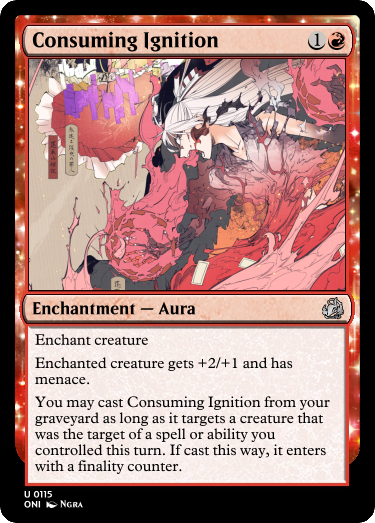 Consuming Ignition
1
Enchantment — Aura
Enchant creature
Enchanted creature gets +2/+1 and has
menace.
You may cast Consuming Ignition from your
graveyard as long as it targets a creature that
was the target of a spell or ability you
controlled this turn. If cast this way, it enters
with a finality counter.
U 0115
ONI NGRA